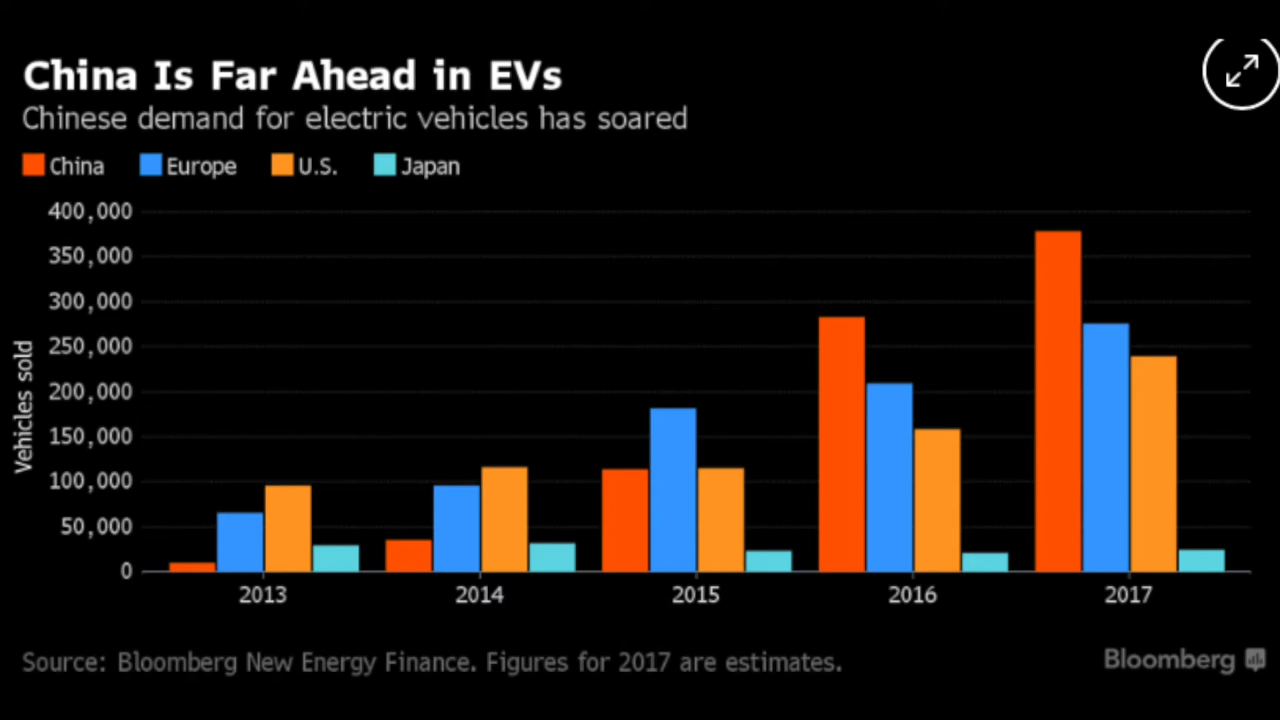 China Is Far Ahead in EVs
Chinese demand for electric vehicles has soared
China Europe U.S. Japan
400,000
350,000
300,000
250,000
200,000
150,000
100,000
50,000
0
Vehicles sold
2013 2014 2015 2016 2017
Source: Bloomberg New Energy Finance. Figures for 2017 are estimates.
Bloomberg